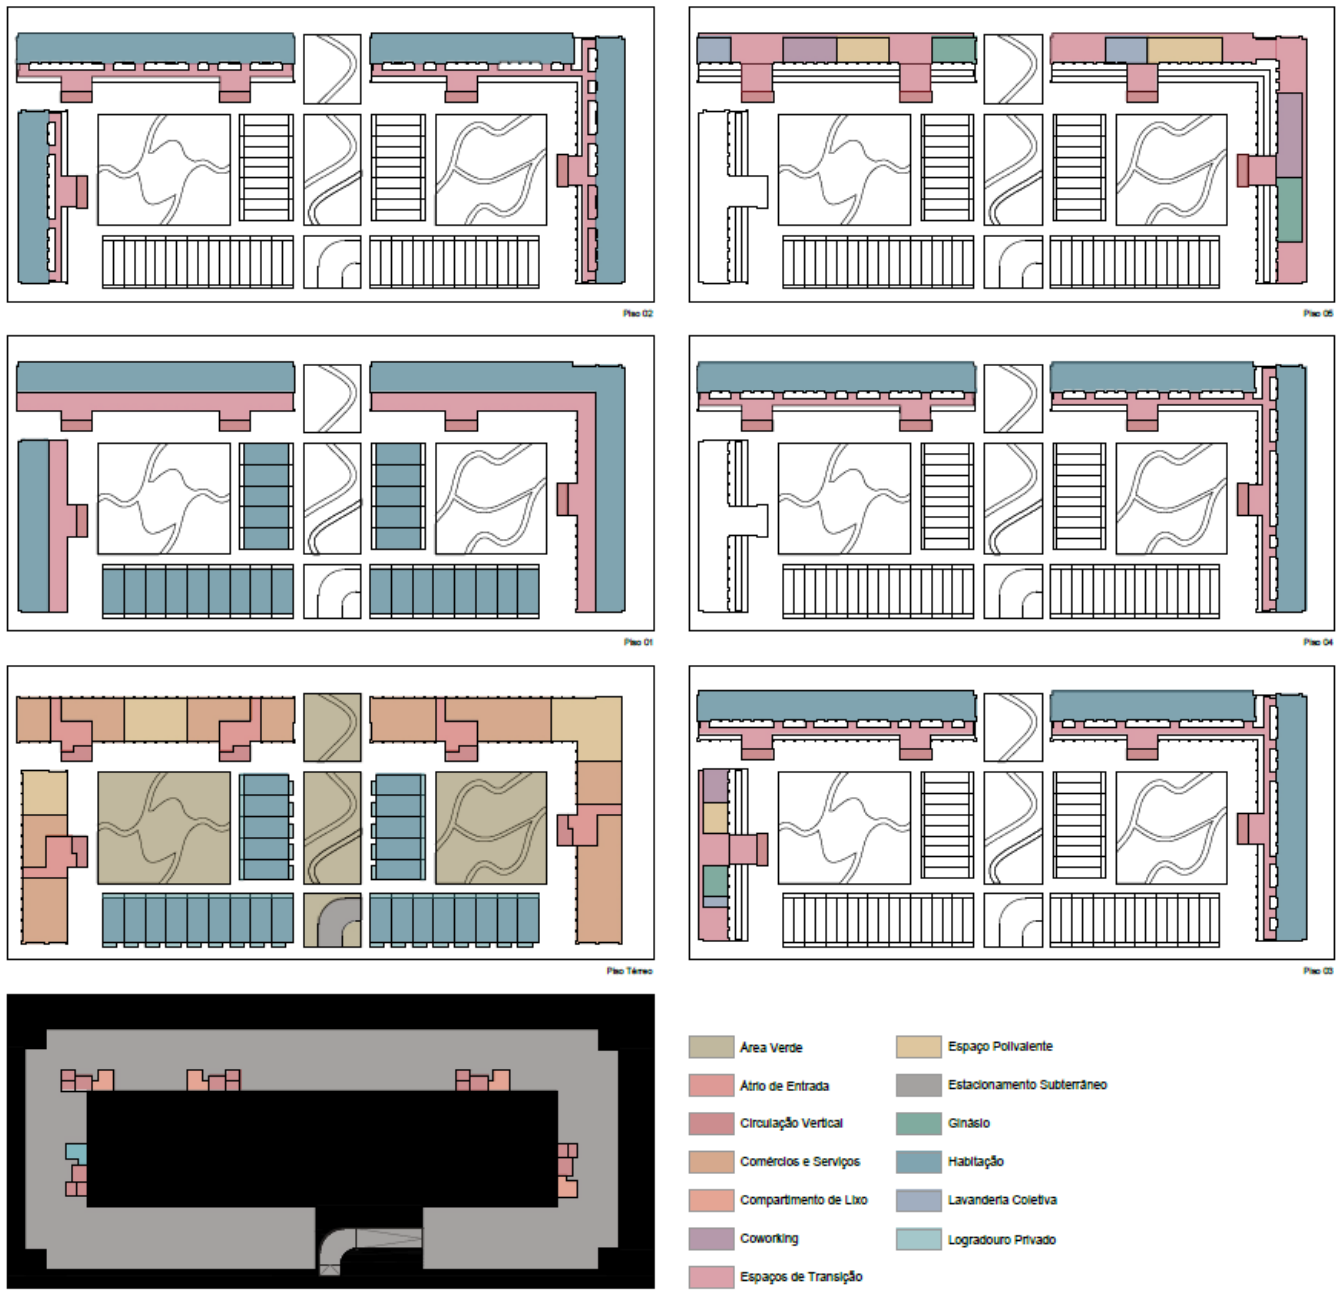 Piso 02
Piso 05
Piso 01
Piso 04
Piso Térreo
Piso 03
Área Verde
Átrio de Entrada
Circulação Vertical
Comércios e Serviços
Compartimento de Lixo
Coworking
Espaços de Transição
Espaço Polivalente
Estacionamento Subterrâneo
Ginásio
Habitação
Lavanderia Coletiva
Logradouro Privado